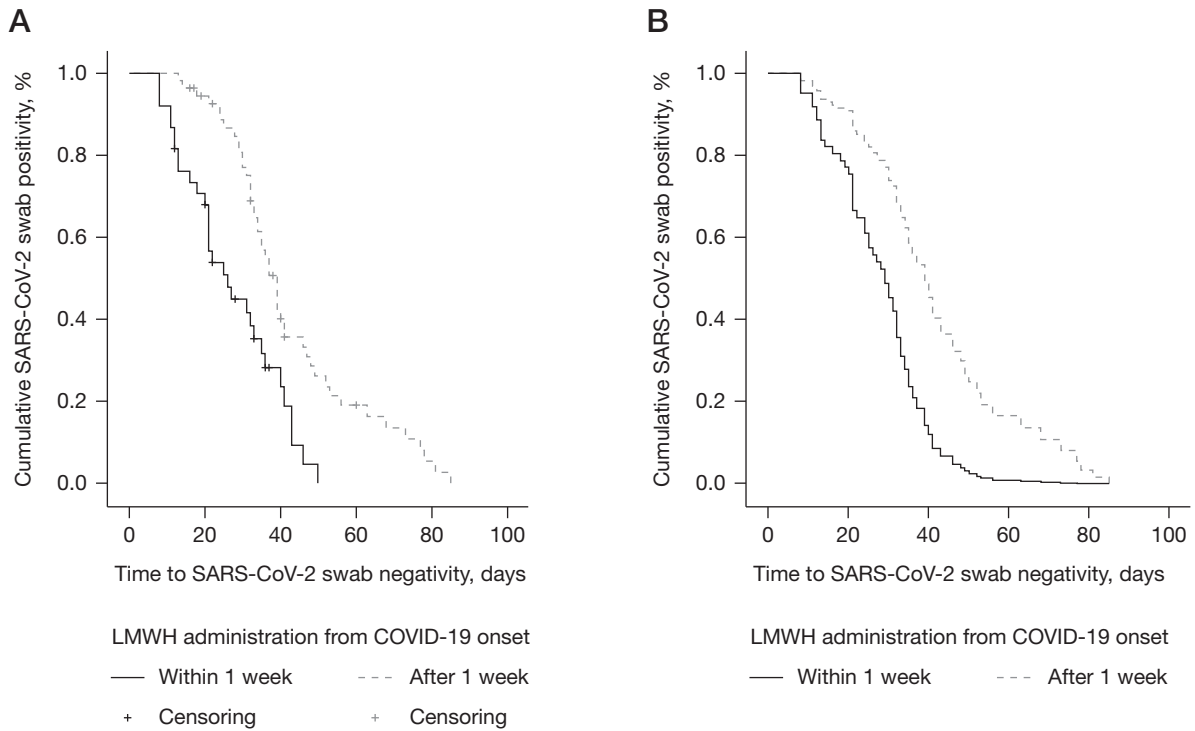 A
Cumulative SARS-CoV-2 swab positivity, %
1.0
0.8
0.6
0.4
0.2
0.0
0 20 40 60 80 100
Time to SARS-CoV-2 swab negativity, days
LMWH administration from COVID-19 onset
Within 1 week After 1 week
Censoring Censoring
B
Cumulative SARS-CoV-2 swab positivity, %
1.0
0.8
0.6
0.4
0.2
0.0
0 20 40 60 80 100
Time to SARS-CoV-2 swab negativity, days
LMWH administration from COVID-19 onset
Within 1 week After 1 week